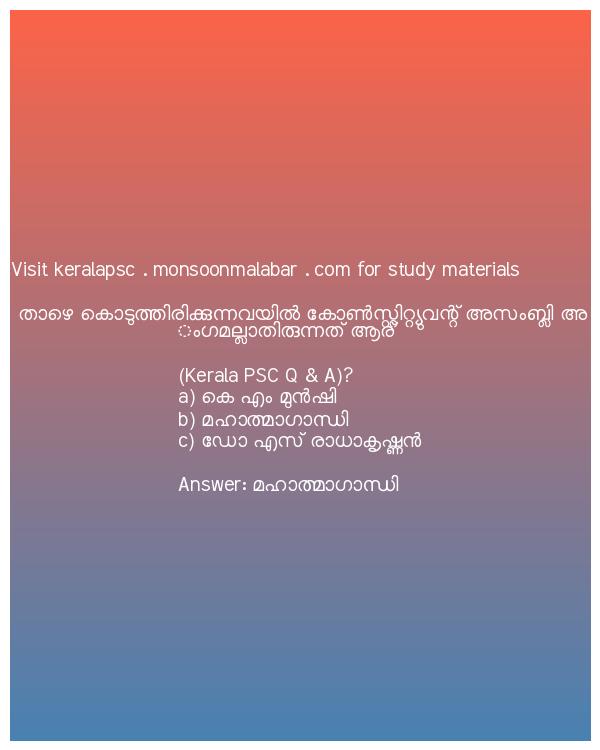 Visit keralapsc . monsoonmalabar . com for study materials
താഴെ കൊടുത്തിരിക്കുന്നവയിൽ കോൺസ്റ്റിറ്റ്യുവന്റ് അസംബ്ലി അ
ംഗമല്ലാതിരുന്നത് ആര്
(Kerala PSC Q & A)?
a) കെ എം മുൻഷി
b) മഹാത്മാഗാന്ധി
c) ഡോ എസ് രാധാകൃഷ്ണൻ
Answer: മഹാത്മാഗാന്ധി